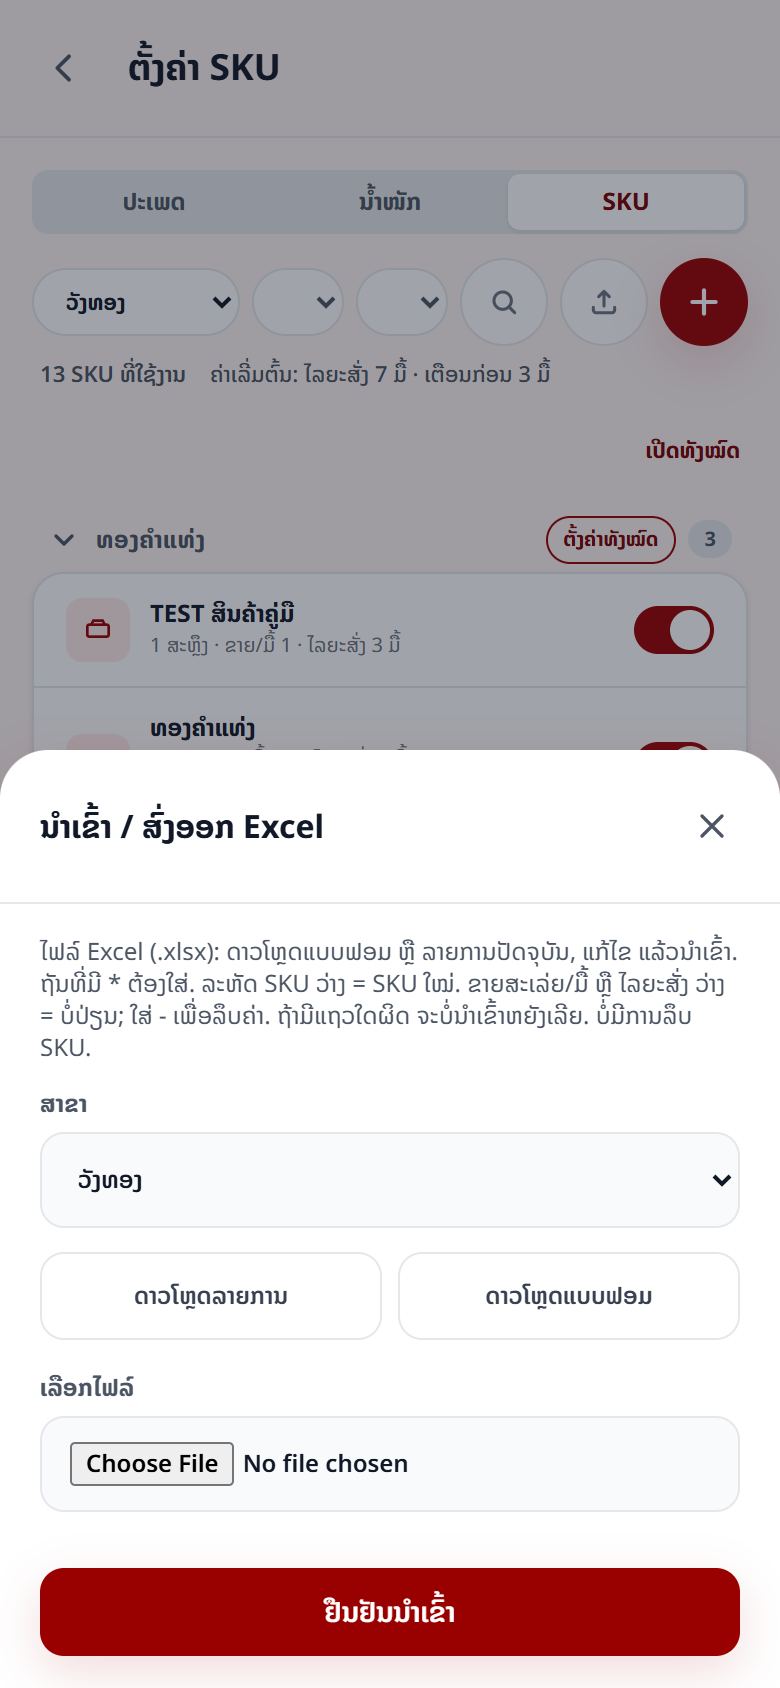 ຕັ້ງຄ່າ SKU
ປະເພດ
ນ້ຳໜັກ
SKU
ວັງທອງ
13 SKU ທີ່ໃຊ້ງານ ຄ່າເລີ່ມຕົ້ນ: ໄລຍະສັ່ງ 7 ມື້ · ເຕືອນກ່ອນ 3 ມື້
ເປີດທັງໝົດ
ທອງຄຳແທ່ງ
ຕັ້ງຄ່າທັງໝົດ
3
TEST ສິນຄ້າຄູ່ມື
1 ສະຫຼຶງ · ຂາຍ/ມື້ 1 · ໄລຍະສັ່ງ 3 ມື້
ທອງຄຳແທ່ງ
ນຳເຂົ້າ / ສົ່ງອອກ Excel
ໄຟລ໌ Excel (.xlsx): ດາວໂຫຼດແບບຟອມ ຫຼື ລາຍການປັດຈຸບັນ, ແກ້ໄຂ ແລ້ວນຳເຂົ້າ.
ຖັນທີ່ມີ * ຕ້ອງໃສ່. ລະຫັດ SKU ວ່າງ = SKU ໃໝ່. ຂາຍສະເລ່ຍ/ມື້ ຫຼື ໄລຍະສັ່ງ ວ່າງ
= ບໍ່ປ່ຽນ; ໃສ່ - ເພື່ອລຶບຄ່າ. ຖ້າມີແຖວໃດຜິດ ຈະບໍ່ນຳເຂົ້າຫຍັງເລີຍ. ບໍ່ມີການລຶບ
SKU.
ສາຂາ
ວັງທອງ
ດາວໂຫຼດລາຍການ
ດາວໂຫຼດແບບຟອມ
ເລືອກໄຟລ໌
Choose File No file chosen
ຢືນຢັນນຳເຂົ້າ